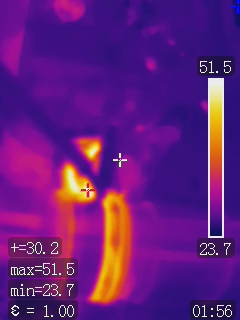 51.5
23.7
+=30.2
max=51.5
min=23.7
ε = 1.00
01:56